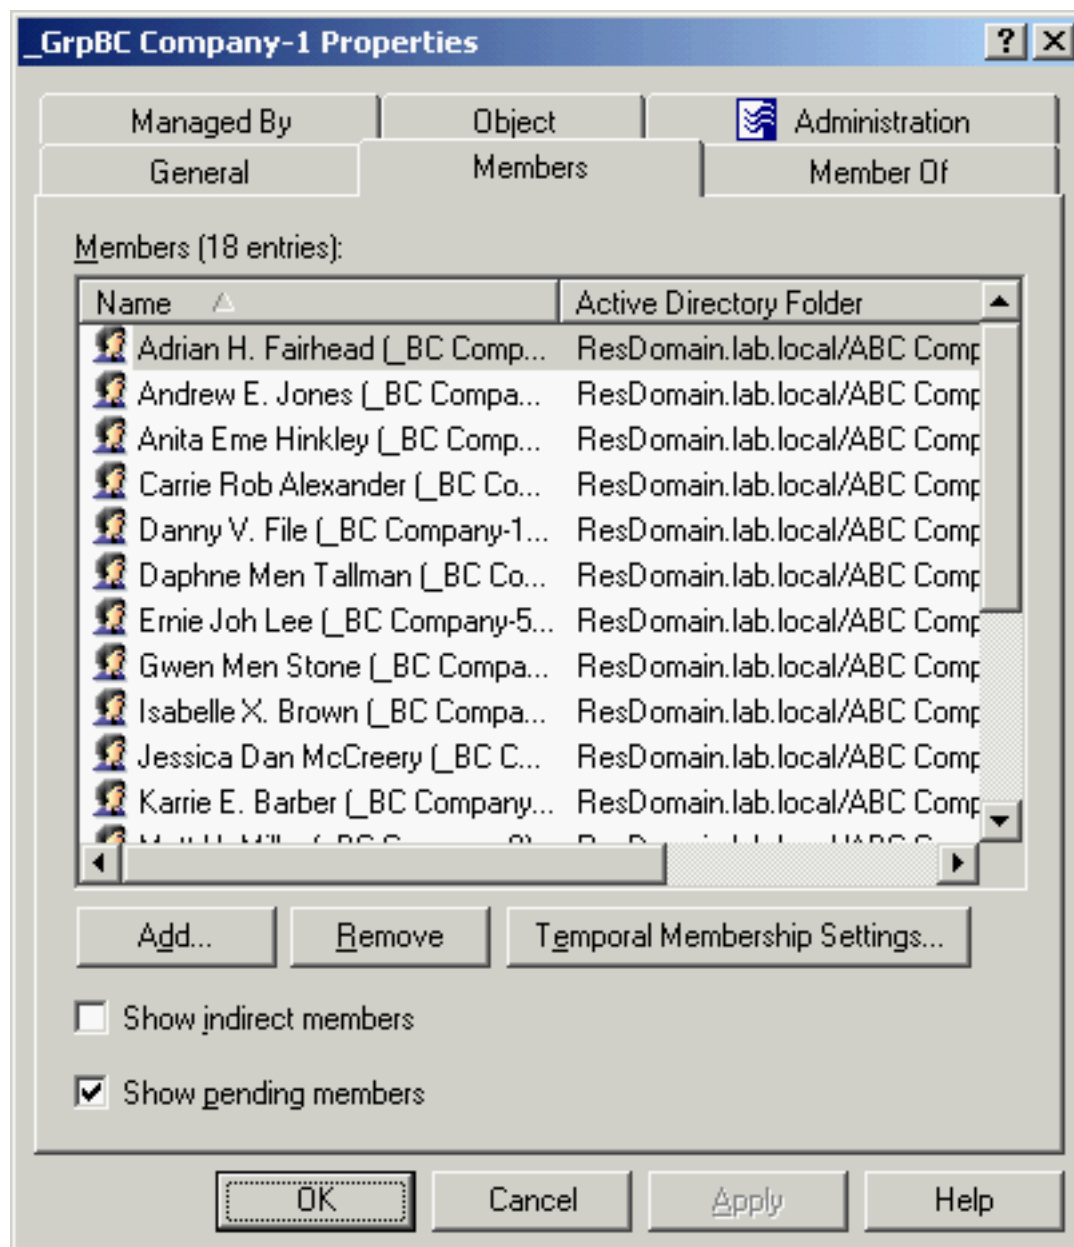 _GrpBC Company-1 Properties
Managed By Object Administration
General Members Member Of
Members (18 entries):
Name Active Directory Folder
Adrian H. Fairhead (_BC Comp... ResDomain.lab.local/ABC Comp
Andrew E. Jones (_BC Compa... ResDomain.lab.local/ABC Comp
Anita Eme Hinkley (_BC Comp... ResDomain.lab.local/ABC Comp
Carrie Rob Alexander (_BC Co... ResDomain.lab.local/ABC Comp
Danny V. File (_BC Company-1... ResDomain.lab.local/ABC Comp
Daphne Men Tallman (_BC Co... ResDomain.lab.local/ABC Comp
Ernie Joh Lee (_BC Company-5... ResDomain.lab.local/ABC Comp
Gwen Men Stone (_BC Compa... ResDomain.lab.local/ABC Comp
Isabelle X. Brown (_BC Compa... ResDomain.lab.local/ABC Comp
Jessica Dan McCreery (_BC C... ResDomain.lab.local/ABC Comp
Karrie E. Barber (_BC Company... ResDomain.lab.local/ABC Comp
Add... Remove Temporal Membership Settings...
Show indirect members
Show pending members
OK Cancel Apply Help